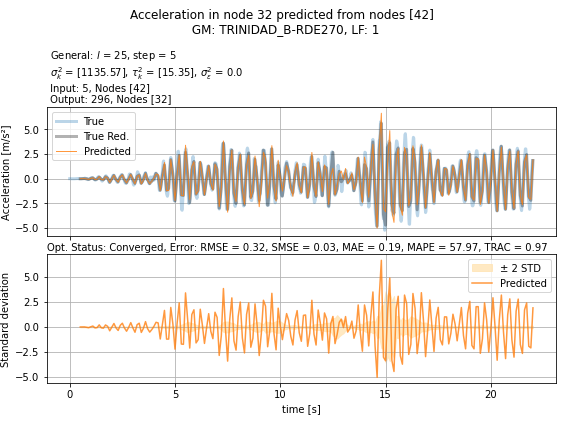 Acceleration in node 32 predicted from nodes [42]
GM: TRINIDAD_B-RDE270, LF: 1
General: l = 25, step = 5
σ²ₖ = [1135.57], τ²ₖ = [15.35], σ²_ε = 0.0
Input: 5, Nodes [42]
Output: 296, Nodes [32]
True
True Red.
Predicted
Acceleration [m/s²]
5.0
2.5
0.0
−2.5
−5.0
Opt. Status: Converged, Error: RMSE = 0.32, SMSE = 0.03, MAE = 0.19, MAPE = 57.97, TRAC = 0.97
± 2 STD
Predicted
Standard deviation
5.0
2.5
0.0
−2.5
−5.0
0 5 10 15 20
time [s]